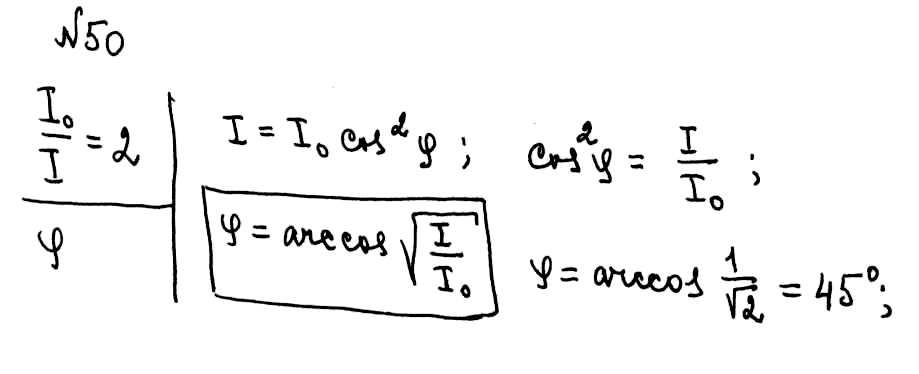 №50
I₀/I = 2
φ
I = I₀ cos²φ ; cos²φ = I/I₀ ;
φ = arccos √(I/I₀)
φ = arccos 1/√2 = 45°;